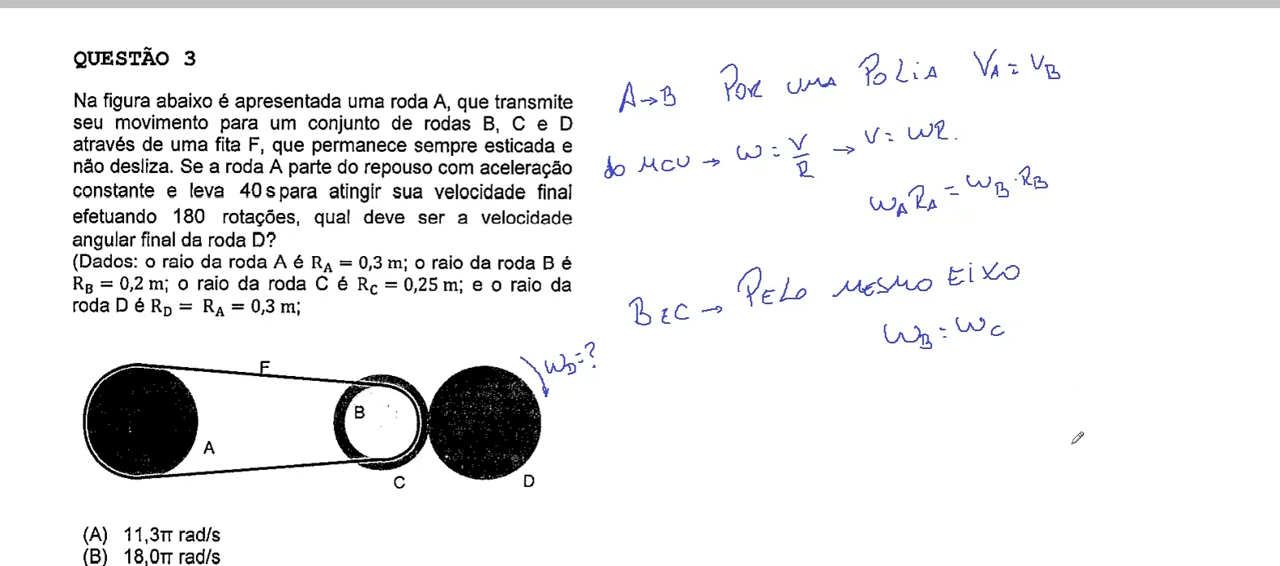 QUESTÃO 3
Na figura abaixo é apresentada uma roda A, que transmite
seu movimento para um conjunto de rodas B, C e D
através de uma fita F, que permanece sempre esticada e
não desliza. Se a roda A parte do repouso com aceleração
constante e leva 40 s para atingir sua velocidade final
efetuando 180 rotações, qual deve ser a velocidade
angular final da roda D?
(Dados: o raio da roda A é R_A = 0,3 m; o raio da roda B é
R_B = 0,2 m; o raio da roda C é R_C = 0,25 m; e o raio da
roda D é R_D = R_A = 0,3 m;
F
B
A
C
D
ω_D = ?
(A) 11,3π rad/s
(B) 18,0π rad/s
A → B POR UMA POLIA V_A = V_B
do MCU → ω = V/R → V = ωR.
ω_A R_A = ω_B · R_B
B E C → PELO MESMO EIXO
ω_B = ω_C